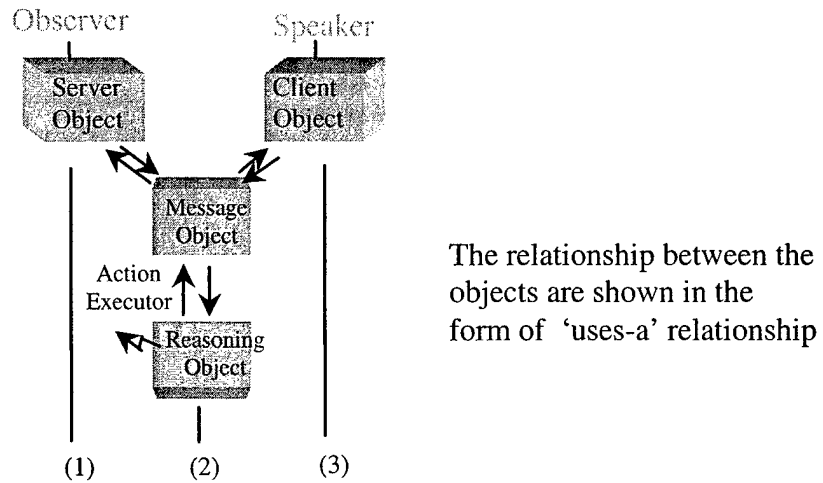 Observer
Speaker
Server
Object
Client
Object
Message
Object
Action
Executor
Reasoning
Object
The relationship between the
objects are shown in the
form of 'uses-a' relationship
(1)
(2)
(3)